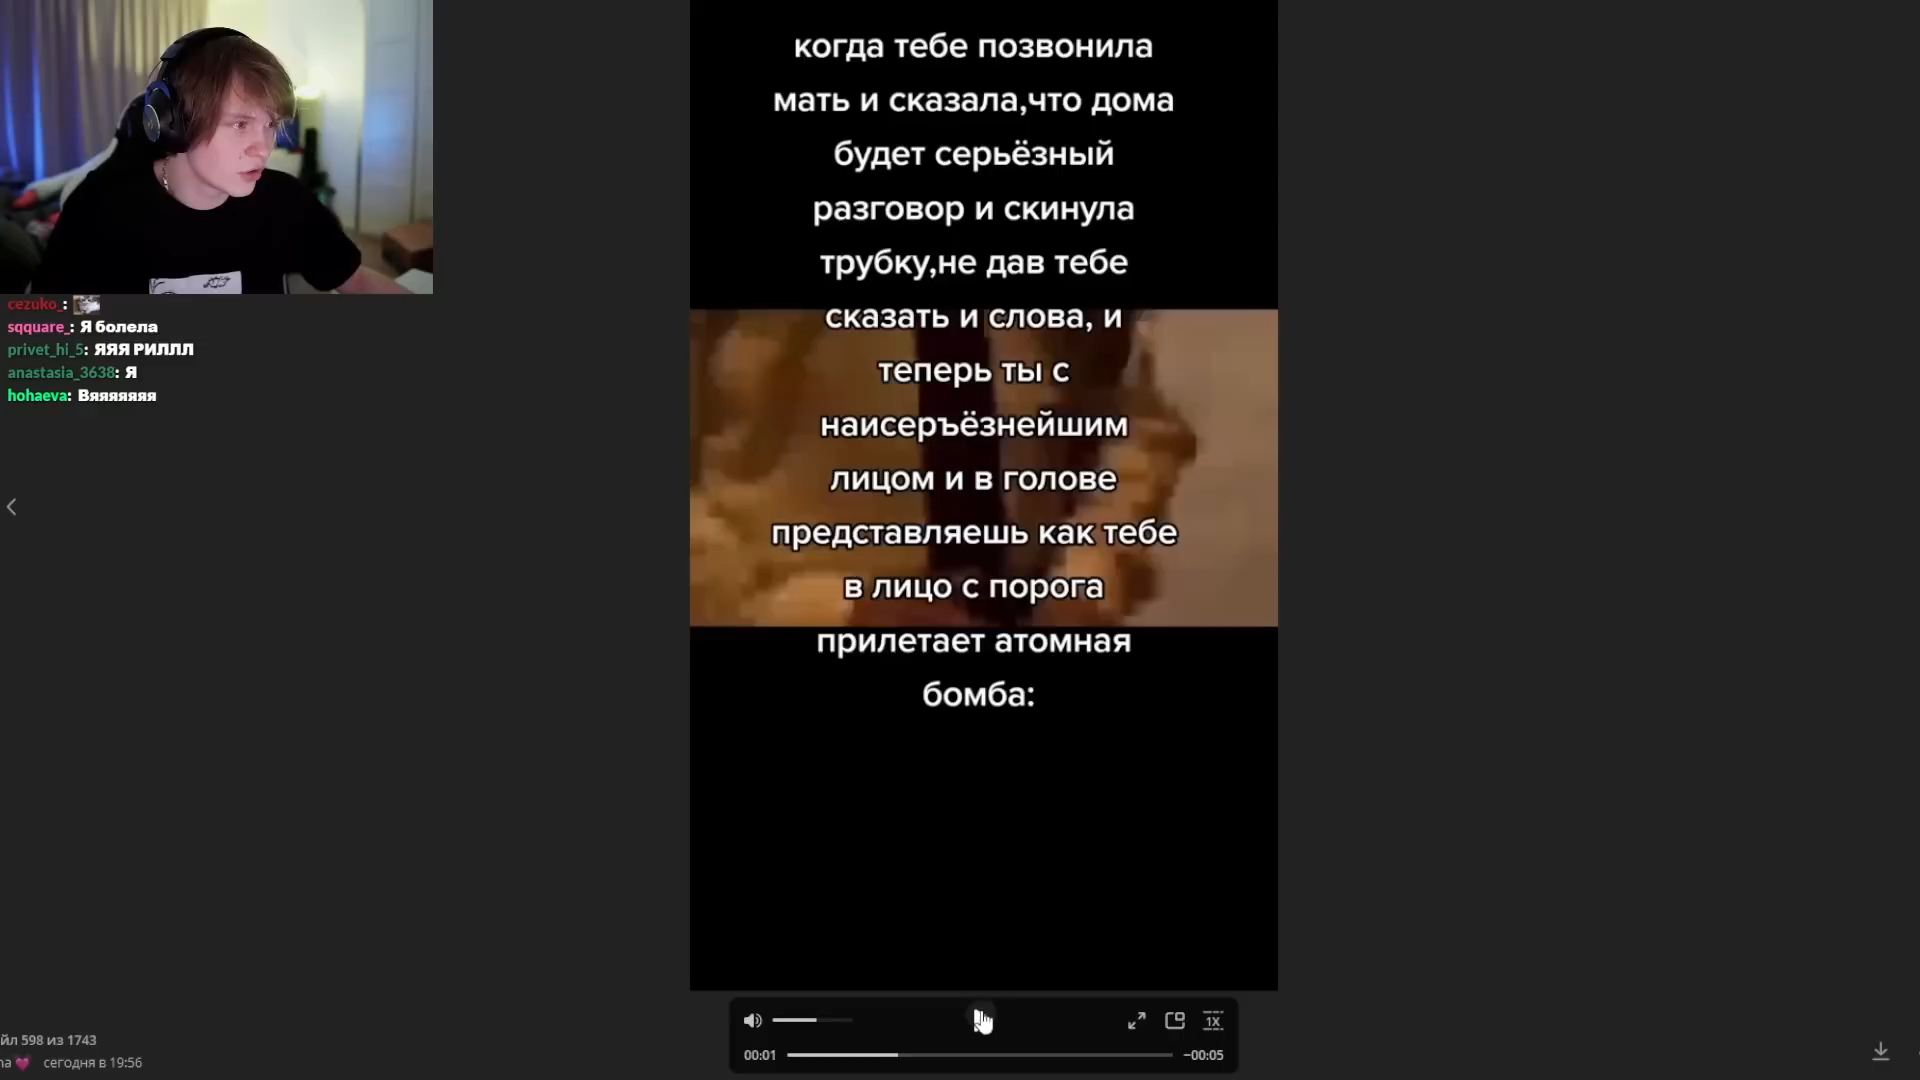 когда тебе позвонила
мать и сказала,что дома
будет серьёзный
разговор и скинула
трубку,не дав тебе
сказать и слова, и
теперь ты с
наисеръёзнейшим
лицом и в голове
представляешь как тебе
в лицо с порога
прилетает атомная
бомба:
cezuko_:
sqquare_: Я болела
privet_hi_5: ЯЯЯ РИЛЛЛ
anastasia_3638: Я
hohaeva: Вяяяяяяя
1X
00:01
−00:05
йл 598 из 1743
na сегодня в 19:56